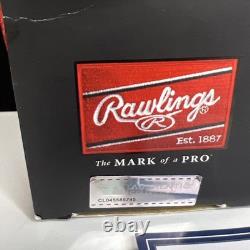 Rawlings®
R
Est. 1887
The MARK of a PRO®